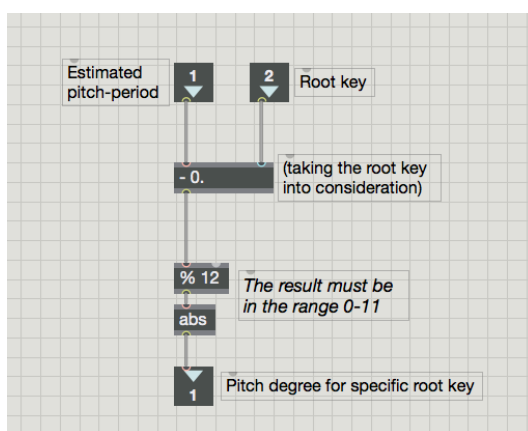 Estimated
pitch-period
1
2
Root key
- 0.
(taking the root key
into consideration)
% 12
The result must be
in the range 0-11
abs
1
Pitch degree for specific root key